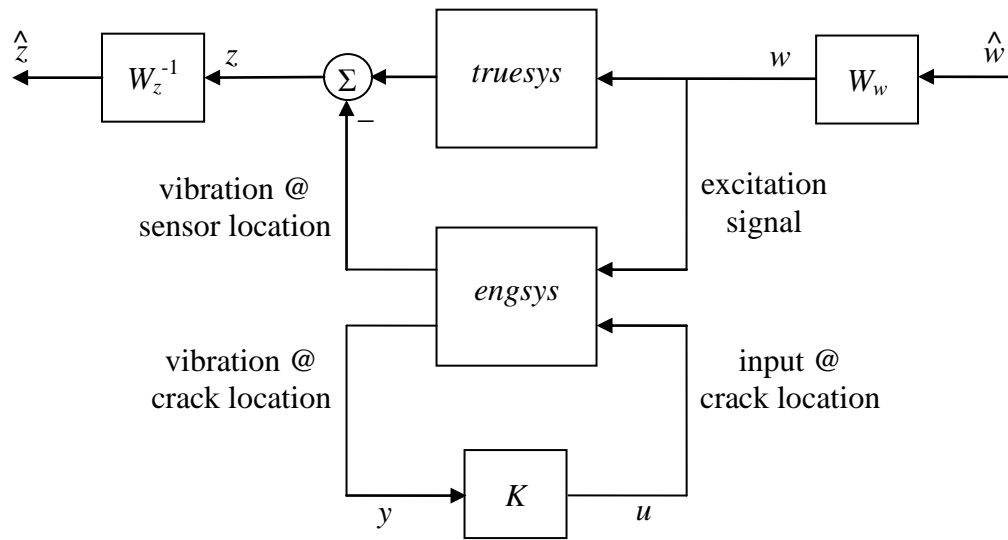 ẑ
z
w
ŵ
W_z^{-1}
Σ
truesys
W_w
−
vibration @
sensor location
excitation
signal
engsys
vibration @
crack location
input @
crack location
K
y
u